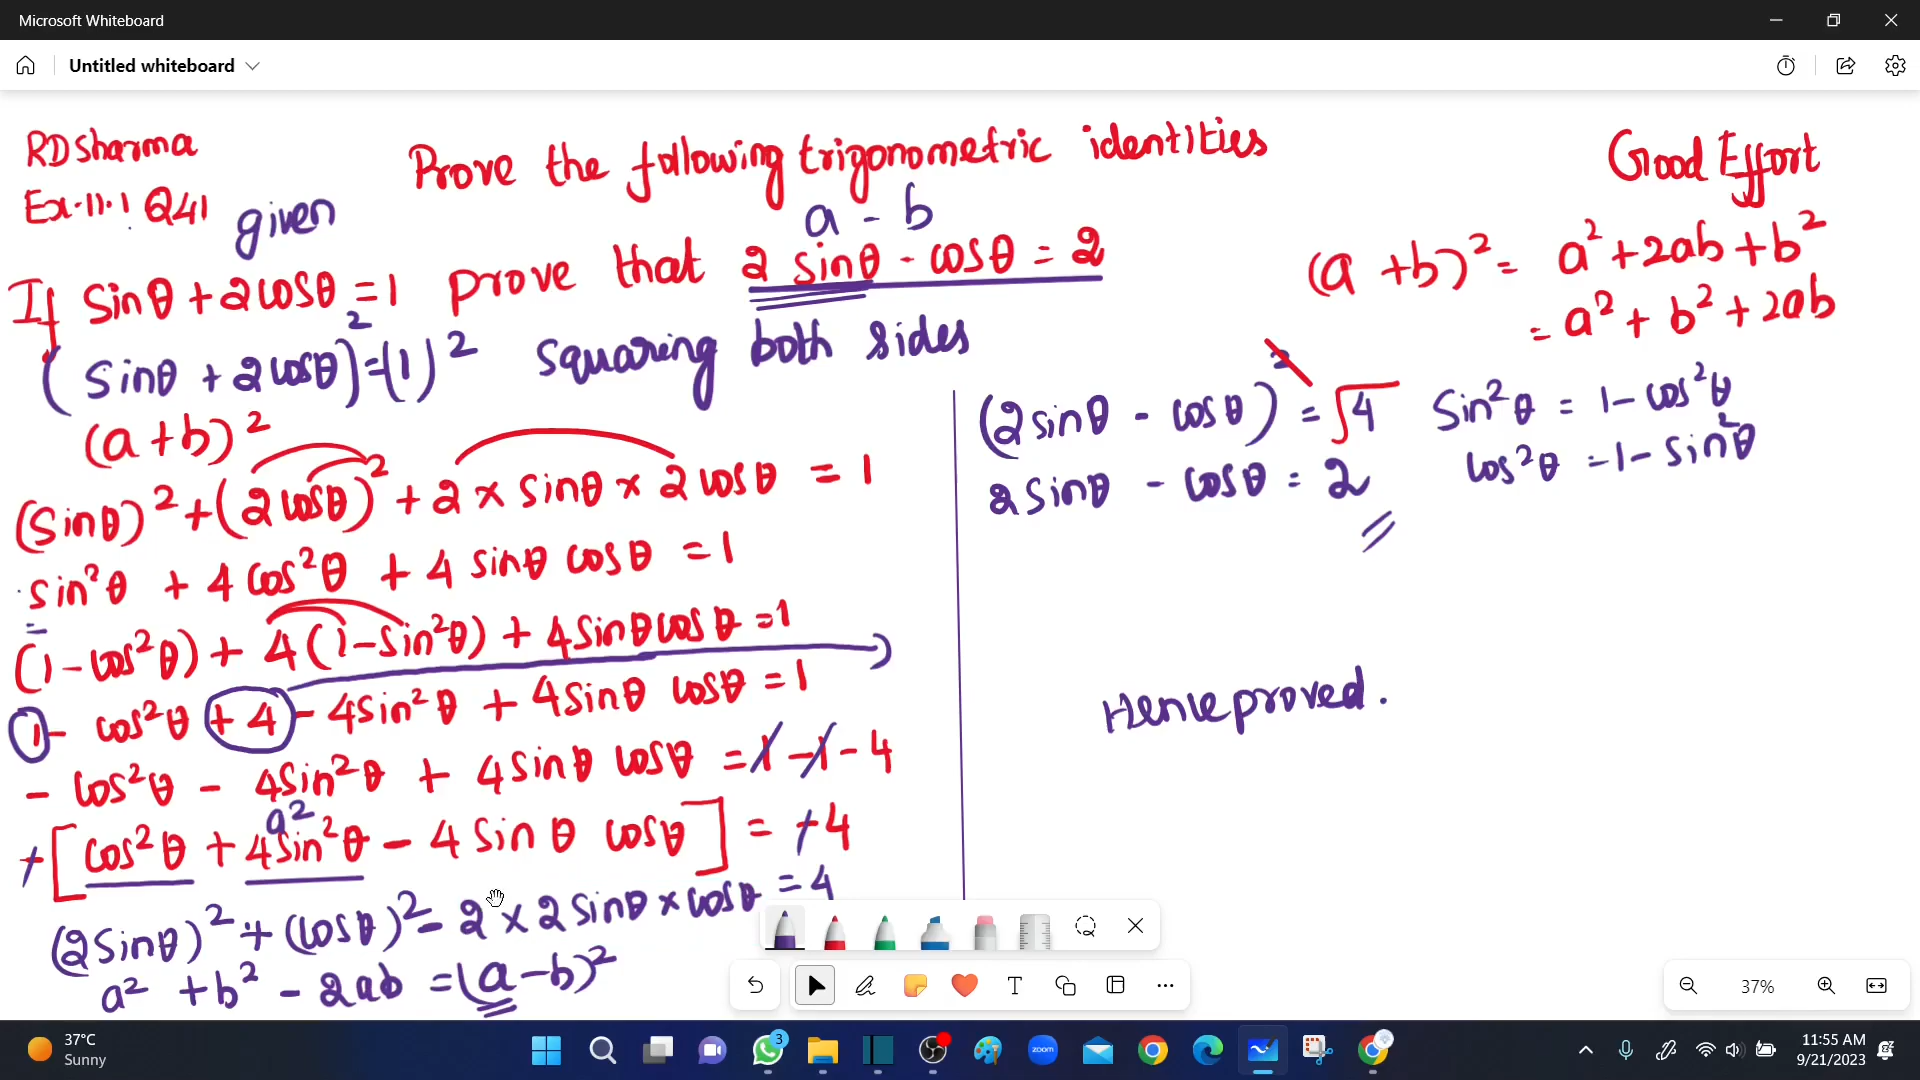 Microsoft Whiteboard
Untitled whiteboard
RD Sharma
Ex-11.1 Q41
Prove the following trigonometric identities
Good Effort
given
a - b
If sinθ + 2cosθ = 1 prove that 2 sinθ - cosθ = 2
(sinθ + 2cosθ)² = (1)² squaring both sides
(a+b)²
(sinθ)² + (2cosθ)² + 2 × sinθ × 2cosθ = 1
sin²θ + 4cos²θ + 4 sinθ cosθ = 1
(1-cos²θ) + 4(1-sin²θ) + 4sinθcosθ = 1
1 - cos²θ + 4 - 4sin²θ + 4sinθ cosθ = 1
- cos²θ - 4sin²θ + 4sinθ cosθ = 1 - 1 - 4
a²
-[cos²θ + 4sin²θ - 4 sin θ cosθ] = -4
(2sinθ)² + (cosθ)² - 2 × 2sinθ × cosθ = 4
a² + b² - 2ab = (a-b)²
(a + b)² = a² + 2ab + b²
= a² + b² + 2ab
(2sinθ - cosθ)² = √4
2sinθ - cosθ = 2
sin²θ = 1 - cos²θ
cos²θ = 1 - sin²θ
Hence proved.
37%
37°C
Sunny
3
zoom
11:55 AM
9/21/2023